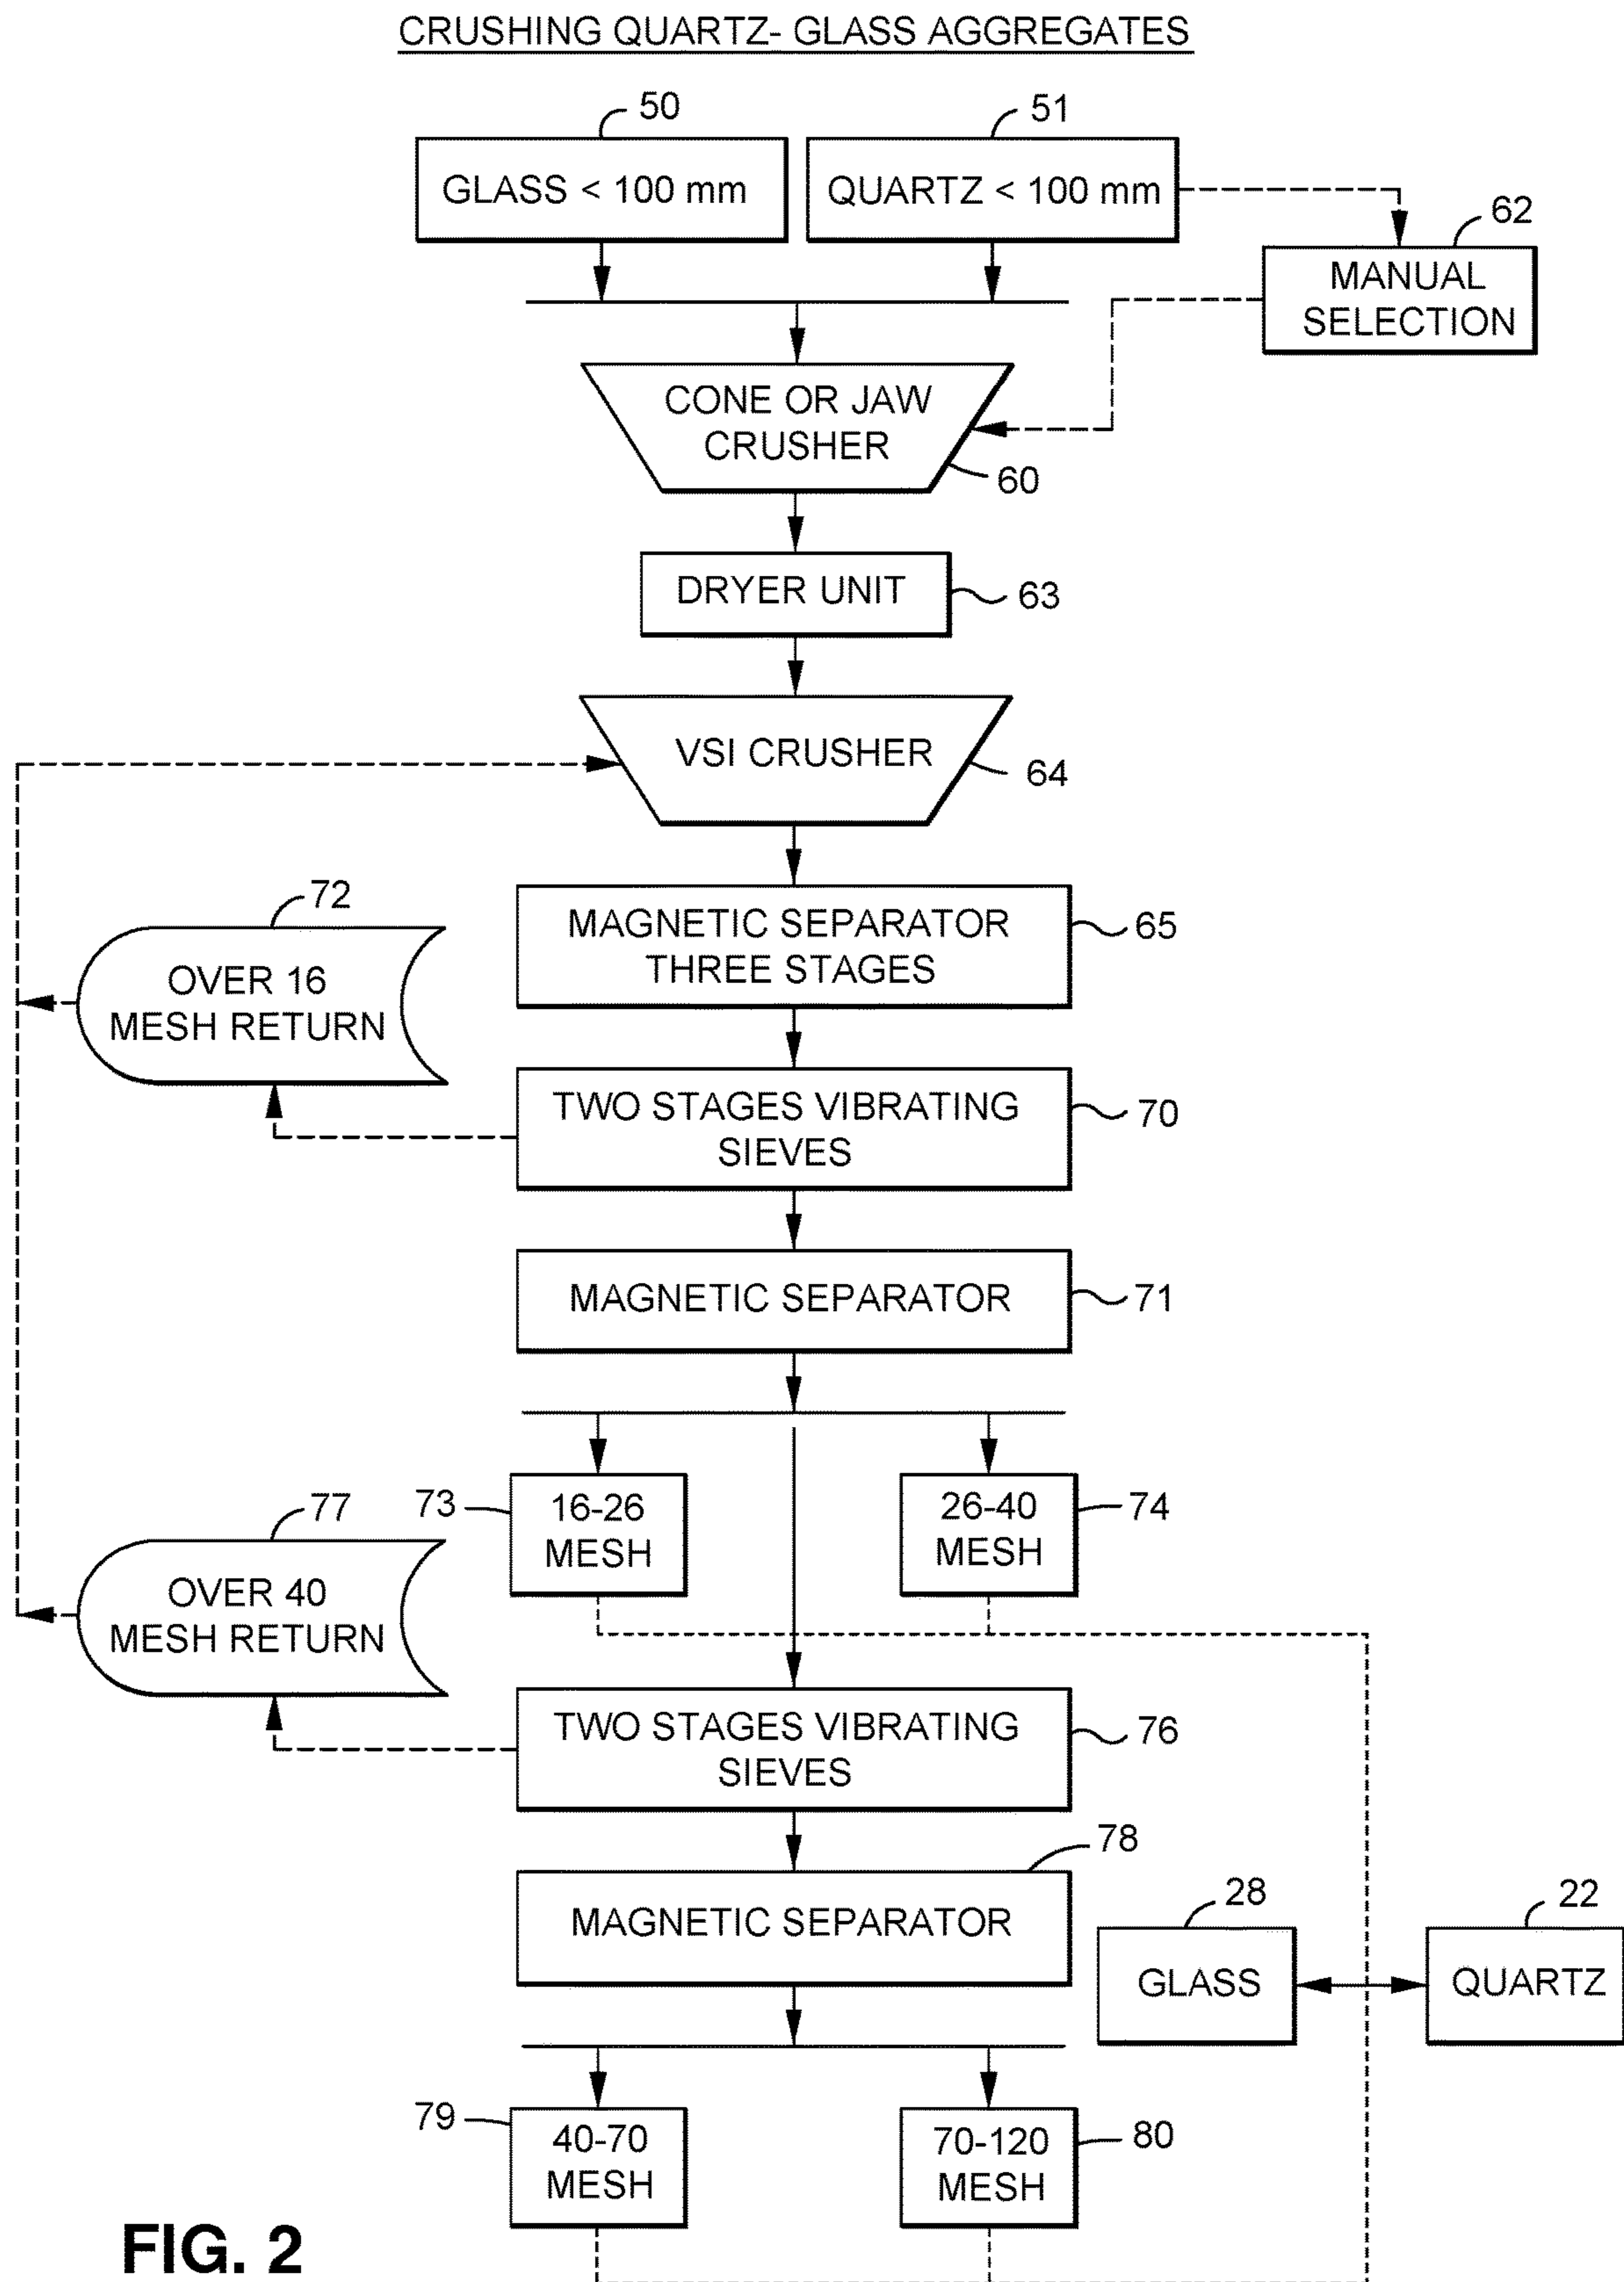 CRUSHING QUARTZ- GLASS AGGREGATES
50
51
GLASS < 100 mm
QUARTZ < 100 mm
62
MANUAL
SELECTION
CONE OR JAW
CRUSHER
60
DRYER UNIT
63
VSI CRUSHER
64
72
OVER 16
MESH RETURN
MAGNETIC SEPARATOR
THREE STAGES
65
TWO STAGES VIBRATING
SIEVES
70
MAGNETIC SEPARATOR
71
73
16-26
MESH
26-40
MESH
74
77
OVER 40
MESH RETURN
TWO STAGES VIBRATING
SIEVES
76
78
MAGNETIC SEPARATOR
28
GLASS
22
QUARTZ
79
40-70
MESH
70-120
MESH
80
FIG. 2